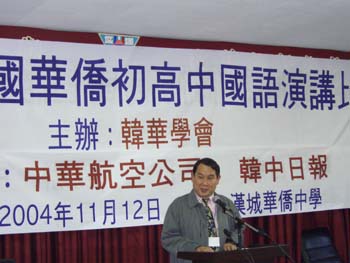 國華僑初高中國語演講比
主辦：韓華學會
：中華航空公司 韓中日報
2004年11月12日 漢城華僑中學